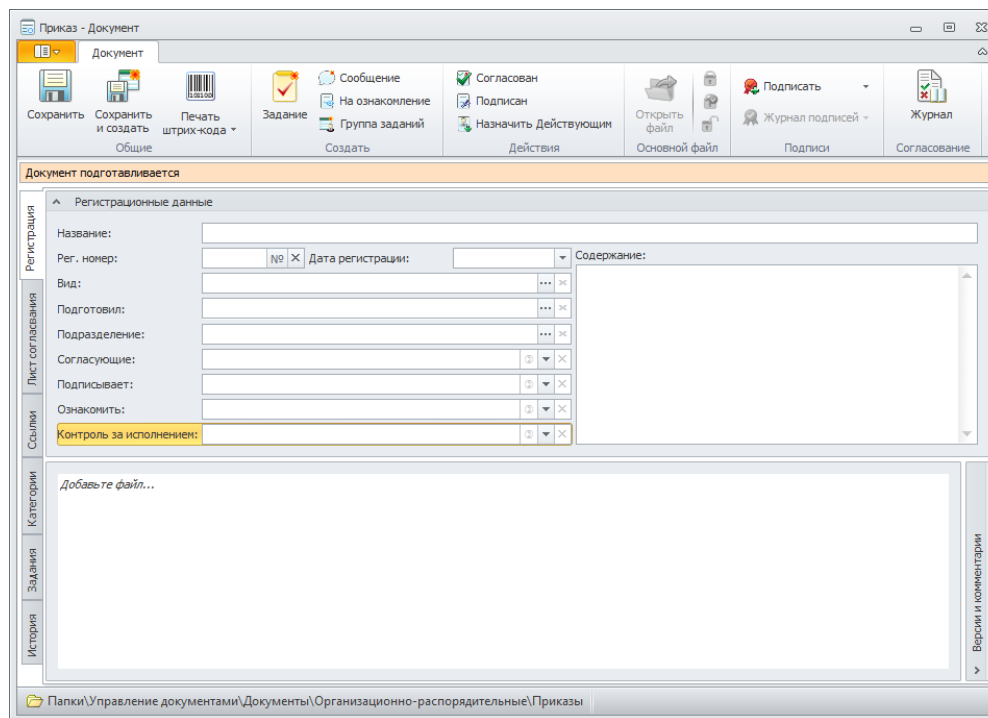 Приказ - Документ
Документ
Сохранить
Сохранить и создать
Печать штрих-кода
Общие
Задание
Сообщение
На ознакомление
Группа заданий
Создать
Согласован
Подписан
Назначить Действующим
Действия
Открыть файл
Основной файл
Подписать
Журнал подписей
Подписи
Журнал
Согласование
Документ подготавливается
Регистрация
Лист согласвания
Ссылки
Категории
Задания
История
Регистрационные данные
Название:
Рег. номер:
№
Дата регистрации:
Содержание:
Вид:
Подготовил:
Подразделение:
Согласующие:
Подписывает:
Ознакомить:
Контроль за исполнением:
Добавьте файл...
Версии и комментарии
Папки\Управление документами\Документы\Организационно-распорядительные\Приказы